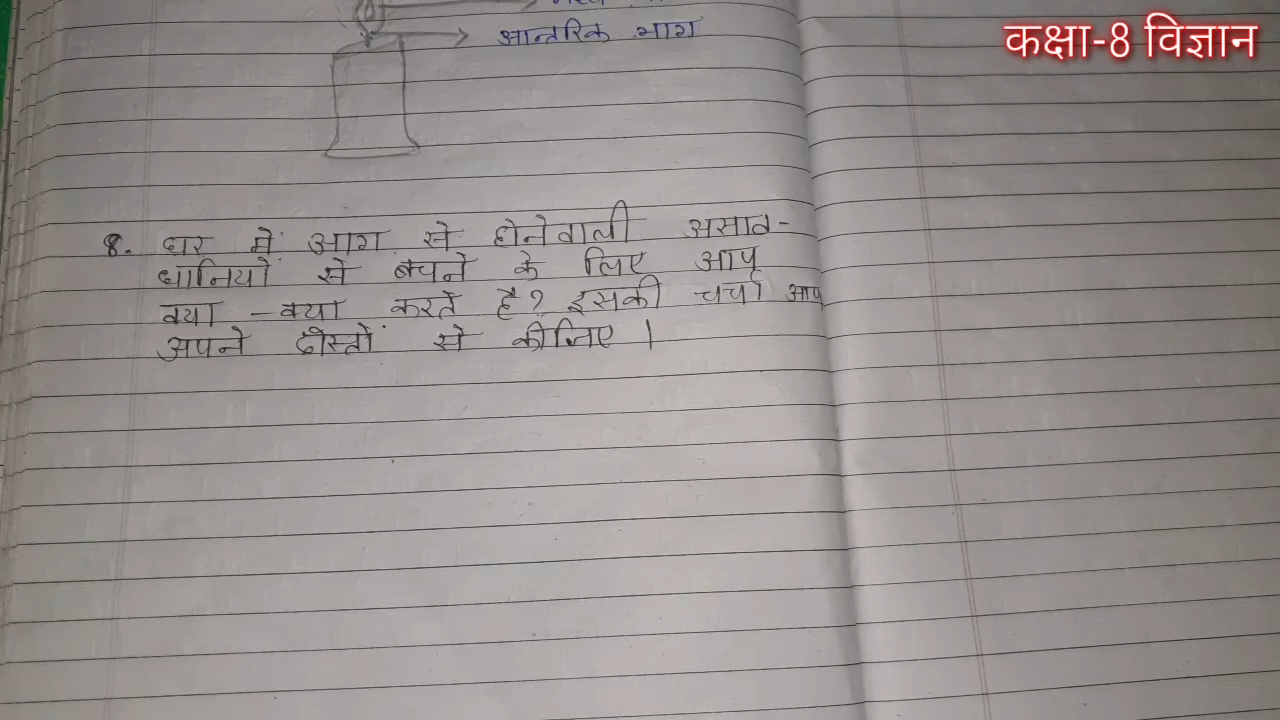 आन्तरिक भाग
कक्षा-8 विज्ञान
8. घर में आग से होनेवाली असाव-
धानियों से बचने के लिए आप
क्या - क्या करते हैं? इसकी चर्चा आप
अपने दोस्तों से कीजिए।